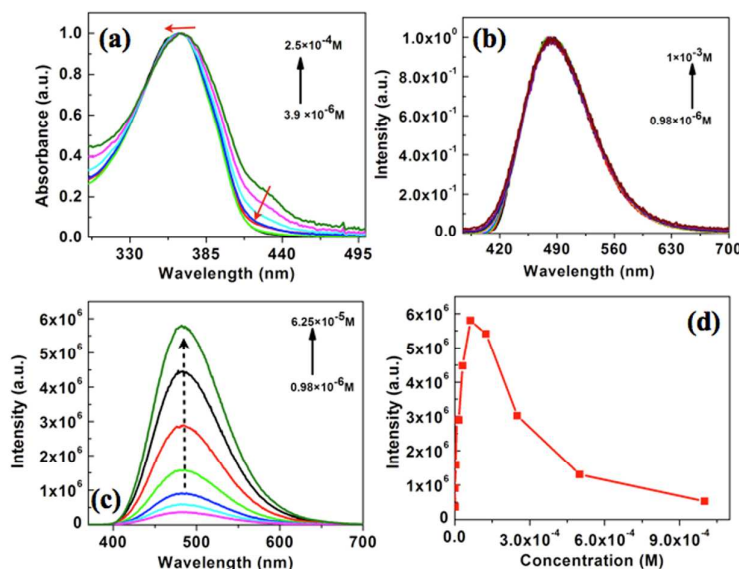 (a)
2.5×10⁻⁴M
3.9 ×10⁻⁶M
Absorbance (a.u.)
1.0
0.8
0.6
0.4
0.2
0.0
330 385 440 495
Wavelength (nm)
(b)
1×10⁻³M
0.98×10⁻⁶M
Intensity (a.u.)
1.0x10⁰
8.0x10⁻¹
6.0x10⁻¹
4.0x10⁻¹
2.0x10⁻¹
0.0
420 490 560 630 700
Wavelength (nm)
(c)
6.25×10⁻⁵M
0.98×10⁻⁶M
Intensity (a.u.)
6x10⁶
5x10⁶
4x10⁶
3x10⁶
2x10⁶
1x10⁶
0
400 500 600 700
Wavelength (nm)
(d)
Intensity (a.u.)
6x10⁶
5x10⁶
4x10⁶
3x10⁶
2x10⁶
1x10⁶
0
0.0 3.0x10⁻⁴ 6.0x10⁻⁴ 9.0x10⁻⁴
Concentration (M)